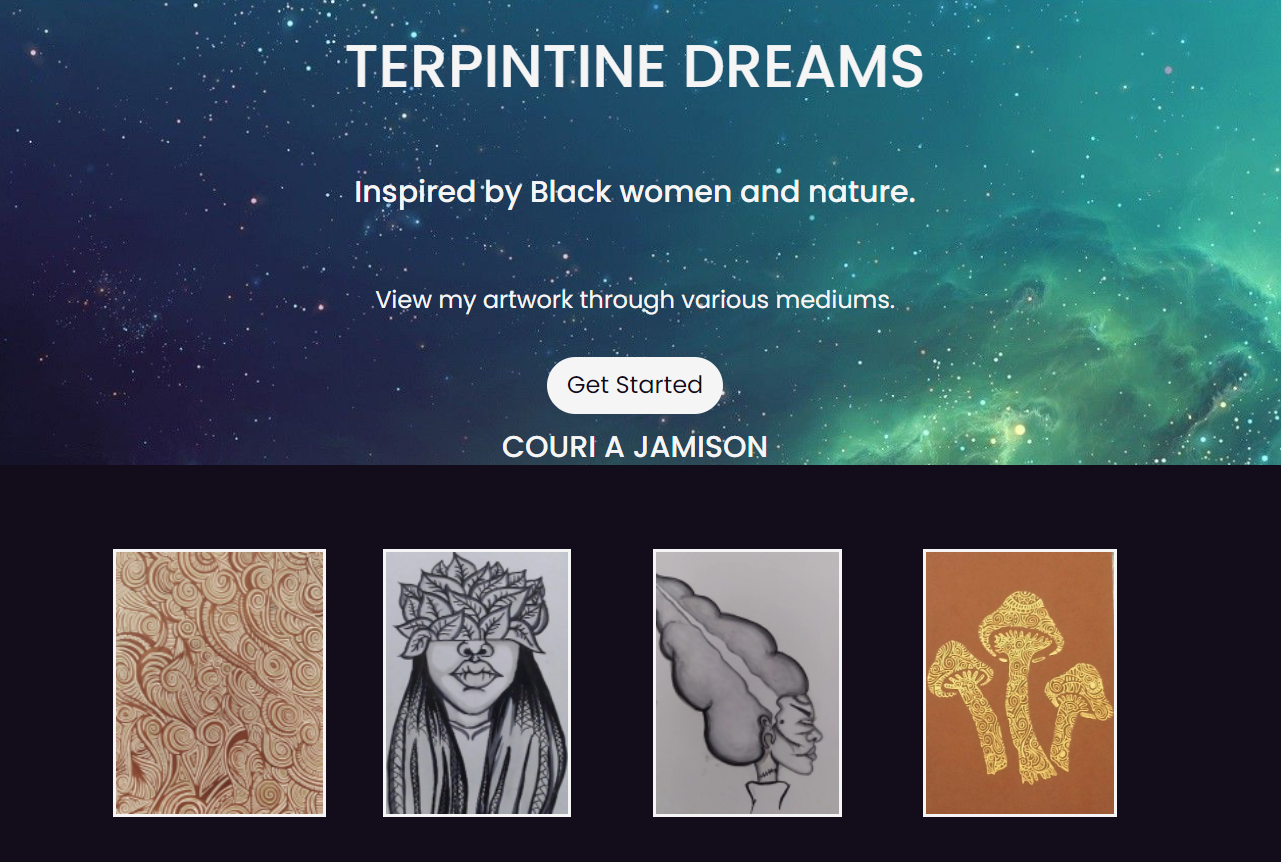 TERPINTINE DREAMS
Inspired by Black women and nature.
View my artwork through various mediums.
Get Started
COURI A JAMISON